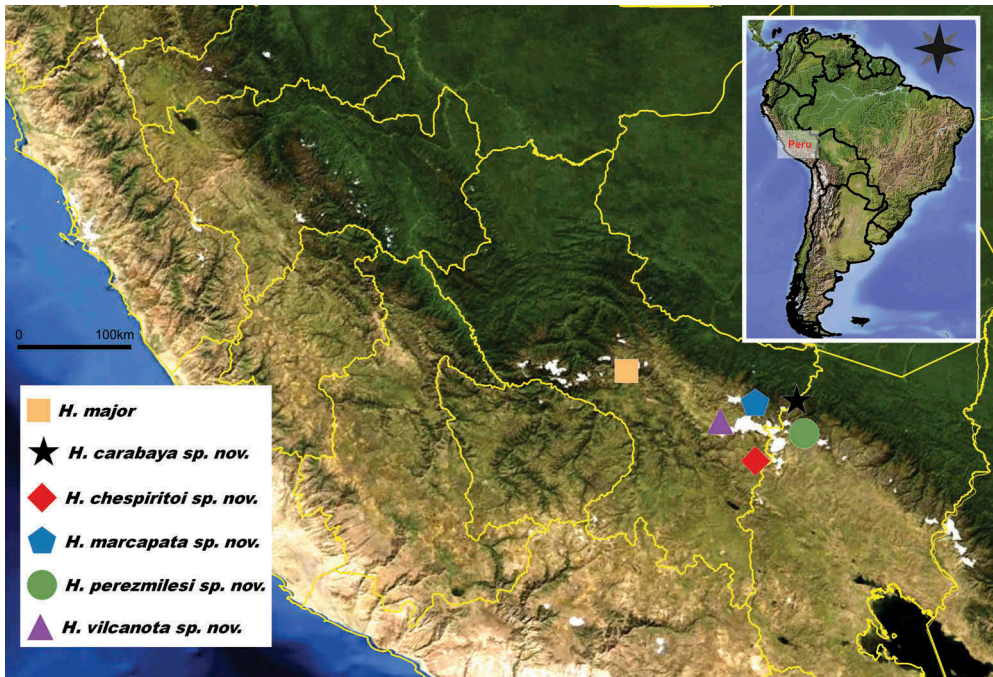 Peru
0 100km
H. major
H. carabaya sp. nov.
H. chespiritoi sp. nov.
H. marcapata sp. nov.
H. perezmilesi sp. nov.
H. vilcanota sp. nov.